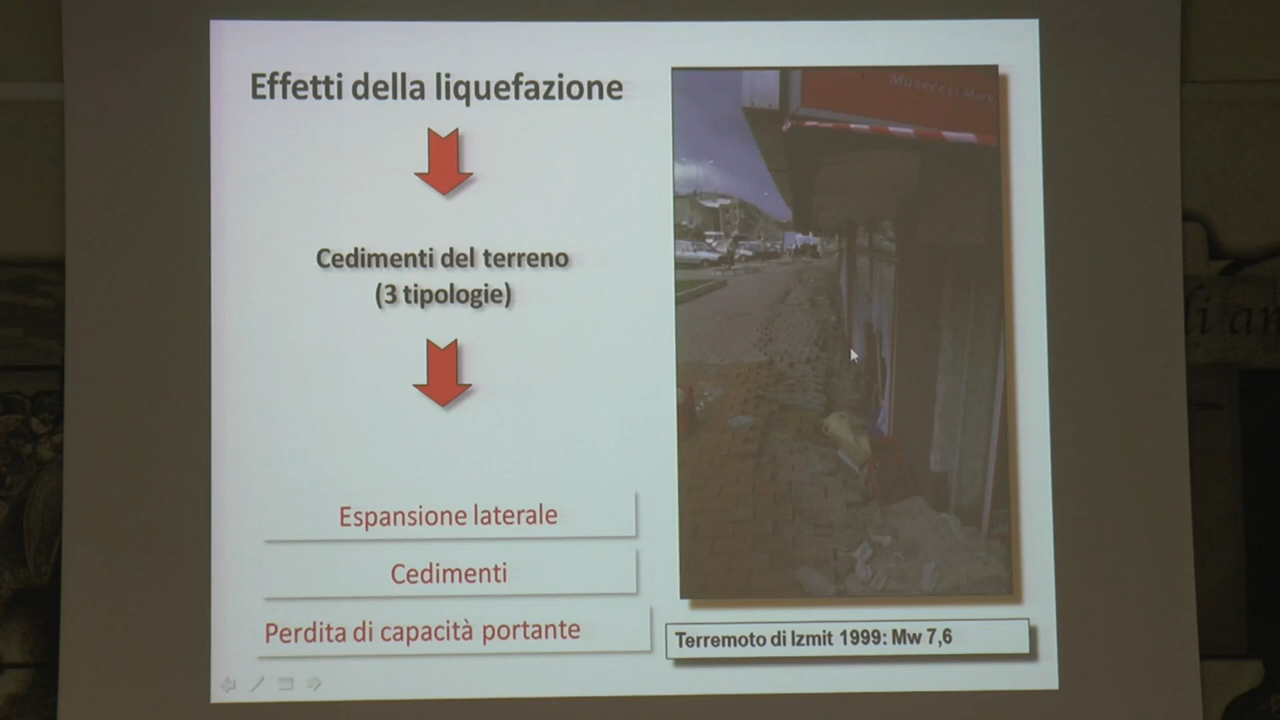 Effetti della liquefazione
Cedimenti del terreno
(3 tipologie)
Espansione laterale
Cedimenti
Perdita di capacità portante
Terremoto di Izmit 1999: Mw 7,6